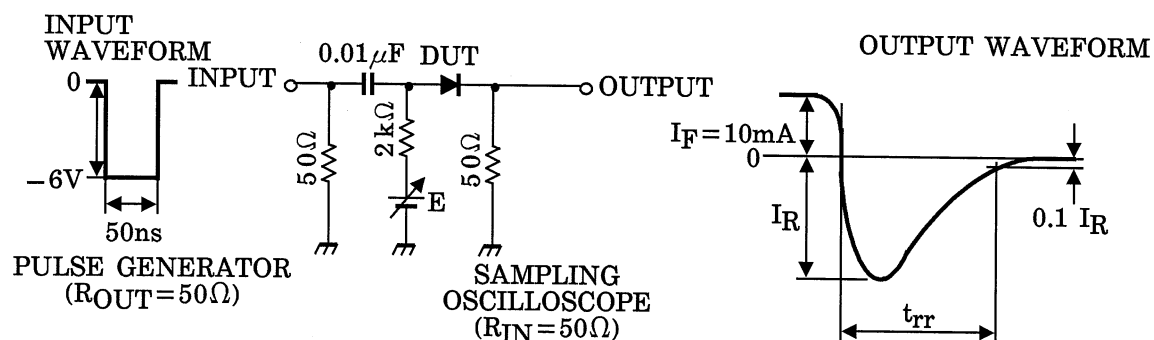 INPUT
WAVEFORM
0
−6V
50ns
PULSE GENERATOR
(ROUT=50Ω)
INPUT
0.01μF
DUT
OUTPUT
50Ω
2kΩ
E
50Ω
SAMPLING
OSCILLOSCOPE
(RIN=50Ω)
OUTPUT WAVEFORM
IF=10mA
0
IR
0.1 IR
trr